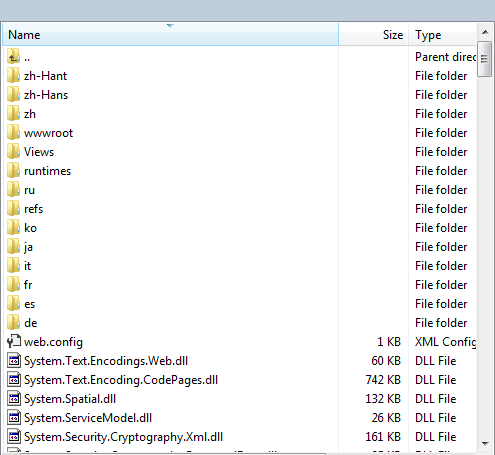 Name Size Type
.. Parent direc
zh-Hant File folder
zh-Hans File folder
zh File folder
wwwroot File folder
Views File folder
runtimes File folder
ru File folder
refs File folder
ko File folder
ja File folder
it File folder
fr File folder
es File folder
de File folder
web.config 1 KB XML Config
System.Text.Encodings.Web.dll 60 KB DLL File
System.Text.Encoding.CodePages.dll 742 KB DLL File
System.Spatial.dll 132 KB DLL File
System.ServiceModel.dll 26 KB DLL File
System.Security.Cryptography.Xml.dll 161 KB DLL File